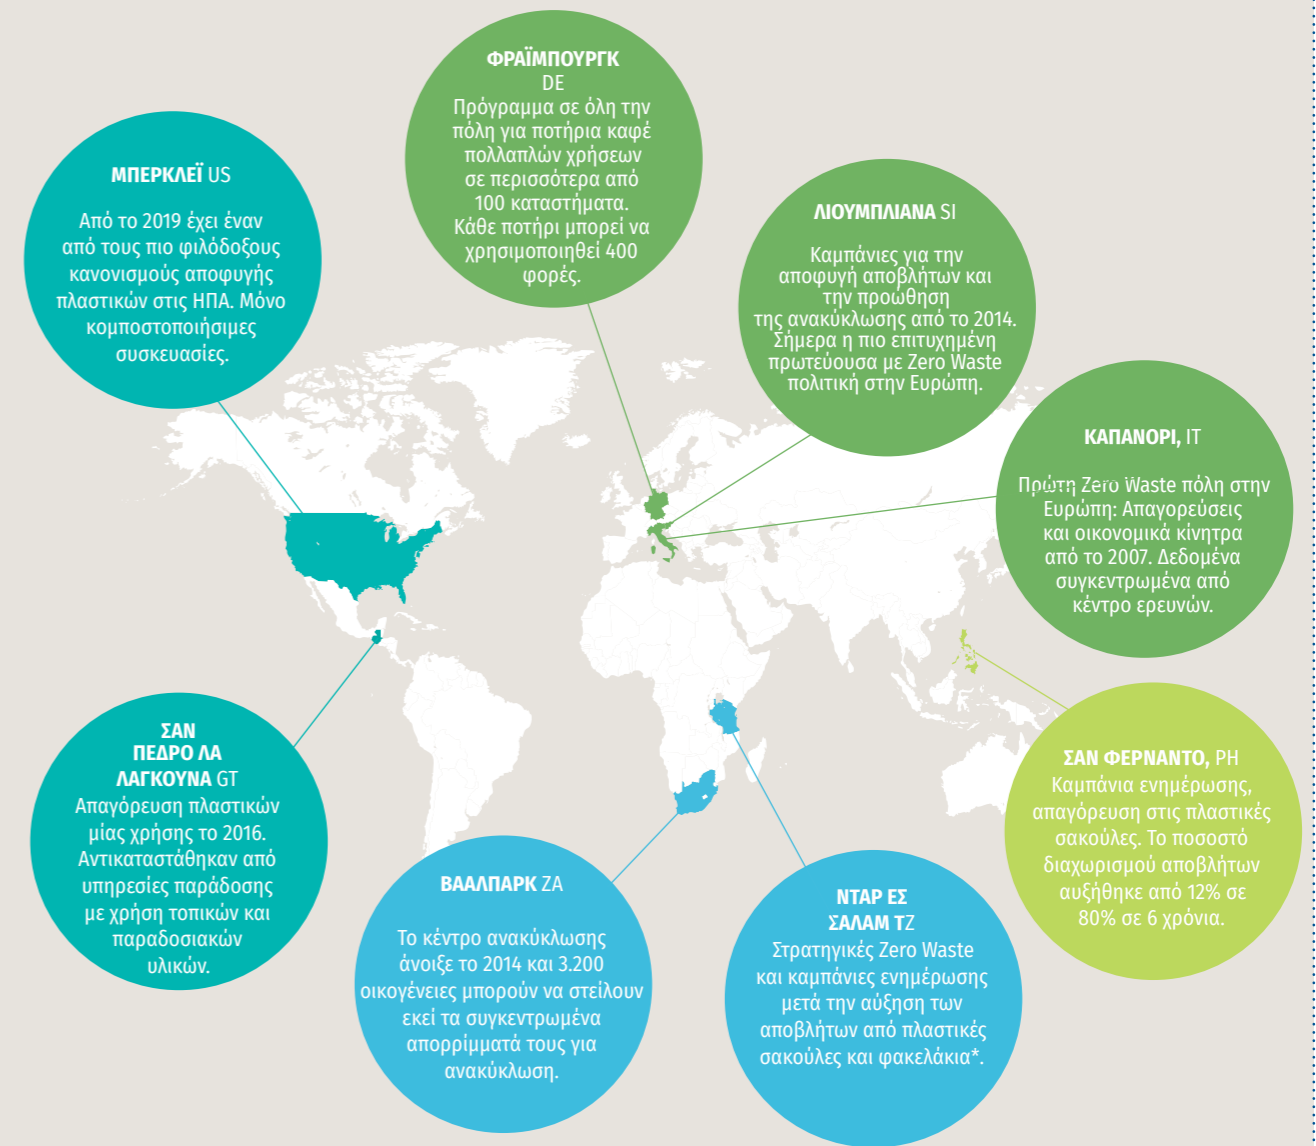 ΦΡΑΪΜΠΟΥΡΓΚ
DE
Πρόγραμμα σε όλη την
πόλη για ποτήρια καφέ
πολλαπλών χρήσεων
σε περισσότερα από
100 καταστήματα.
Κάθε ποτήρι μπορεί να
χρησιμοποιηθεί 400
φορές.
ΜΠΕΡΚΛΕΪ US
Από το 2019 έχει έναν
από τους πιο φιλόδοξους
κανονισμούς αποφυγής
πλαστικών στις ΗΠΑ. Μόνο
κομποστοποιήσιμες
συσκευασίες.
ΛΙΟΥΜΠΛΙΑΝΑ SI
Καμπάνιες για την
αποφυγή αποβλήτων και
την προώθηση
της ανακύκλωσης από το 2014.
Σήμερα η πιο επιτυχημένη
πρωτεύουσα με Zero Waste
πολιτική στην Ευρώπη.
ΚΑΠΑΝΟΡΙ, IT
Πρώτη Zero Waste πόλη στην
Ευρώπη: Απαγορεύσεις
και οικονομικά κίνητρα
από το 2007. Δεδομένα
συγκεντρωμένα από
κέντρο ερευνών.
ΣΑΝ
ΠΕΔΡΟ ΛΑ
ΛΑΓΚΟΥΝΑ GT
Απαγόρευση πλαστικών
μίας χρήσης το 2016.
Αντικαταστάθηκαν από
υπηρεσίες παράδοσης
με χρήση τοπικών και
παραδοσιακών
υλικών.
ΒΑΑΛΠΑΡΚ ZA
Το κέντρο ανακύκλωσης
άνοιξε το 2014 και 3.200
οικογένειες μπορούν να στείλουν
εκεί τα συγκεντρωμένα
απορρίμματά τους για
ανακύκλωση.
ΝΤΑΡ ΕΣ
ΣΑΛΑΜ TZ
Στρατηγικές Zero Waste
και καμπάνιες ενημέρωσης
μετά την αύξηση των
αποβλήτων από πλαστικές
σακούλες και φακελάκια*.
ΣΑΝ ΦΕΡΝΑΝΤΟ, PH
Καμπάνια ενημέρωσης,
απαγόρευση στις πλαστικές
σακούλες. Το ποσοστό
διαχωρισμού αποβλήτων
αυξήθηκε από 12% σε
80% σε 6 χρόνια.